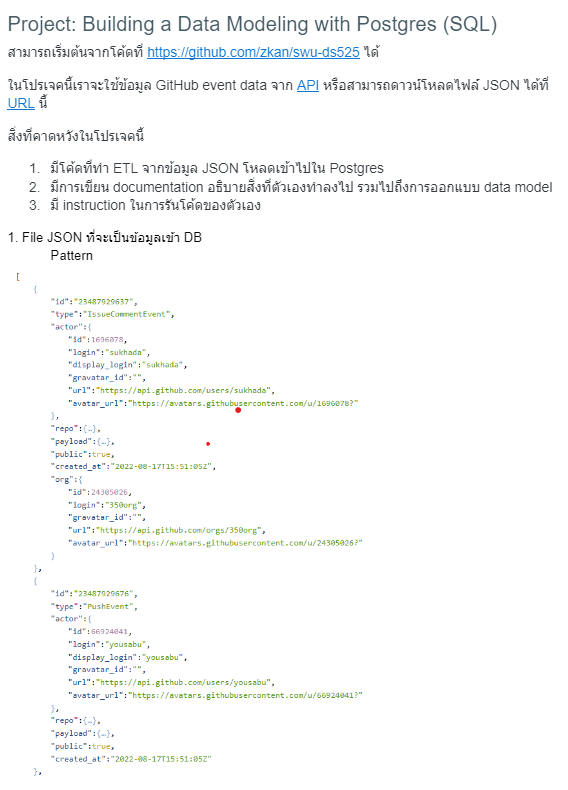 Project: Building a Data Modeling with Postgres (SQL)
สามารถเริ่มต้นจากโค้ดที่ https://github.com/zkan/swu-ds525 ได้
ในโปรเจคนี้เราจะใช้ข้อมูล GitHub event data จาก API หรือสามารถดาวน์โหลดไฟล์ JSON ได้ที่
URL นี้
สิ่งที่คาดหวังในโปรเจคนี้
1. มีโค้ดที่ทำ ETL จากข้อมูล JSON โหลดเข้าไปใน Postgres
2. มีการเขียน documentation อธิบายสิ่งที่ตัวเองทำลงไป รวมไปถึงการออกแบบ data model
3. มี instruction ในการรันโค้ดของตัวเอง
1. File JSON ที่จะเป็นข้อมูลเข้า DB
Pattern
[
{
"id":"23487929637",
"type":"IssueCommentEvent",
"actor":{
"id":1696078,
"login":"sukhada",
"display_login":"sukhada",
"gravatar_id":"",
"url":"https://api.github.com/users/sukhada",
"avatar_url":"https://avatars.githubusercontent.com/u/1696078?"
},
"repo":{…},
"payload":{…},
"public":true,
"created_at":"2022-08-17T15:51:05Z",
"org":{
"id":24305026,
"login":"350org",
"gravatar_id":"",
"url":"https://api.github.com/orgs/350org",
"avatar_url":"https://avatars.githubusercontent.com/u/24305026?"
}
},
{
"id":"23487929676",
"type":"PushEvent",
"actor":{
"id":66924041,
"login":"yousabu",
"display_login":"yousabu",
"gravatar_id":"",
"url":"https://api.github.com/users/yousabu",
"avatar_url":"https://avatars.githubusercontent.com/u/66924041?"
},
"repo":{…},
"payload":{…},
"public":true,
"created_at":"2022-08-17T15:51:05Z"
},